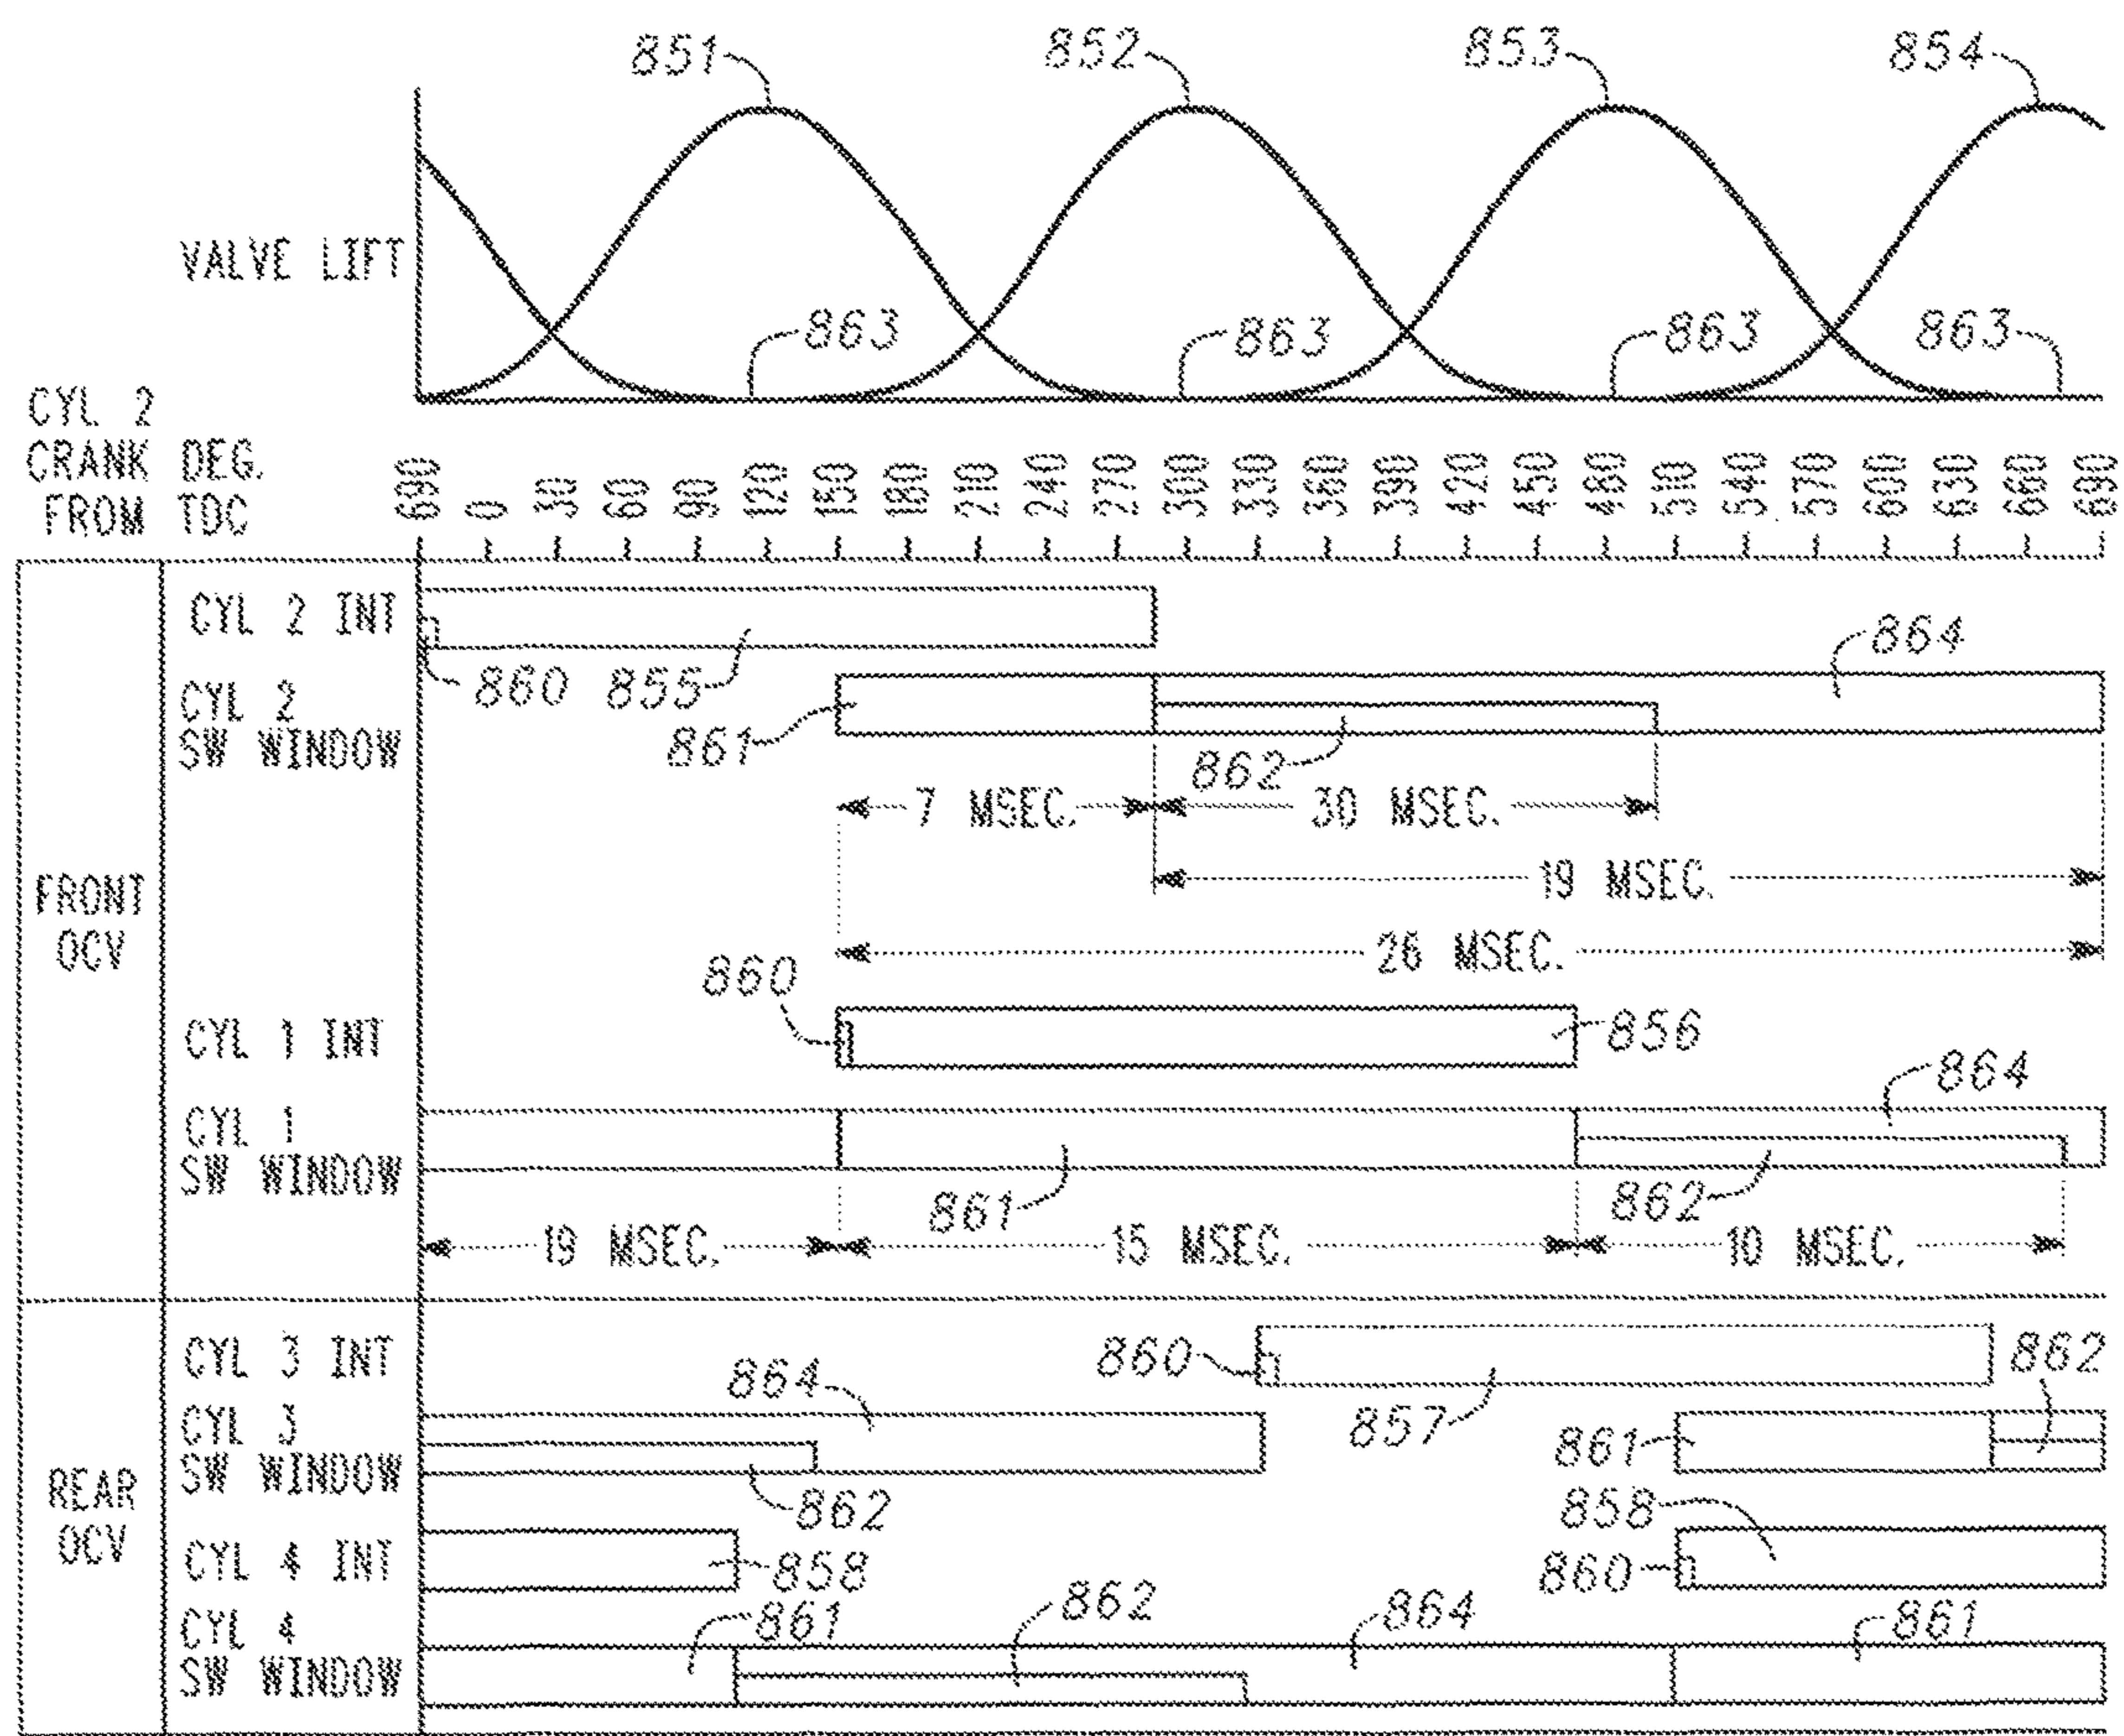 851 852 853 854
VALVE LIFT
863 863 863 863
CYL 2
CRANK DEG.
FROM TDC
690 0 30 60 90 120 150 180 210 240 270 300 330 360 390 420 450 480 510 540 570 600 630 660 690
FRONT
OCV
CYL 2 INT
860 855
864
CYL 2
SW WINDOW
861
862
7 MSEC. 30 MSEC.
19 MSEC.
26 MSEC.
860
CYL 1 INT
856
864
CYL 1
SW WINDOW
861
862
19 MSEC. 15 MSEC. 10 MSEC.
REAR
OCV
CYL 3 INT
860
857
862
864
CYL 3
SW WINDOW
862
861
858
CYL 4 INT
858
860
861
862
864
861
CYL 4
SW WINDOW